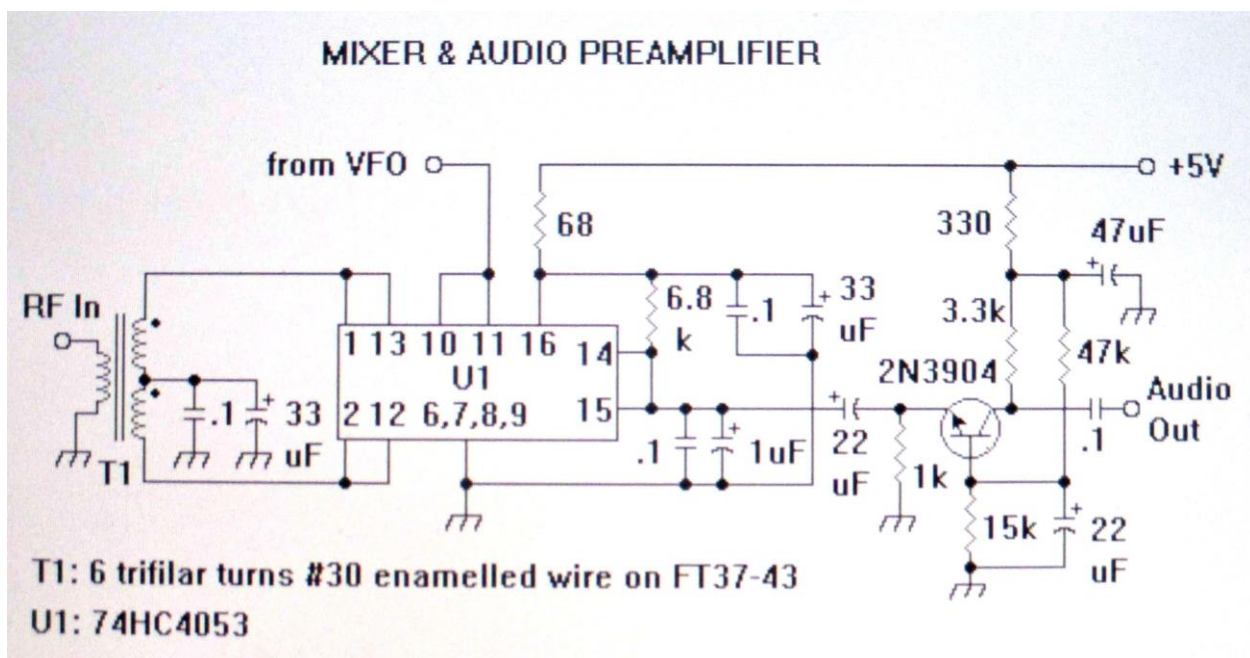 MIXER & AUDIO PREAMPLIFIER
from VFO
+5V
68
330
47uF
RF In
6.8
k
.1
+
33
uF
3.3k
47k
1 13 10 11 16 14
U1
2 12 6,7,8,9 15
2N3904
Audio
Out
.1
+
33
uF
T1
.1
+
1uF
+
22
uF
1k
15k
+
22
uF
.1
+
T1: 6 trifilar turns #30 enamelled wire on FT37-43
U1: 74HC4053